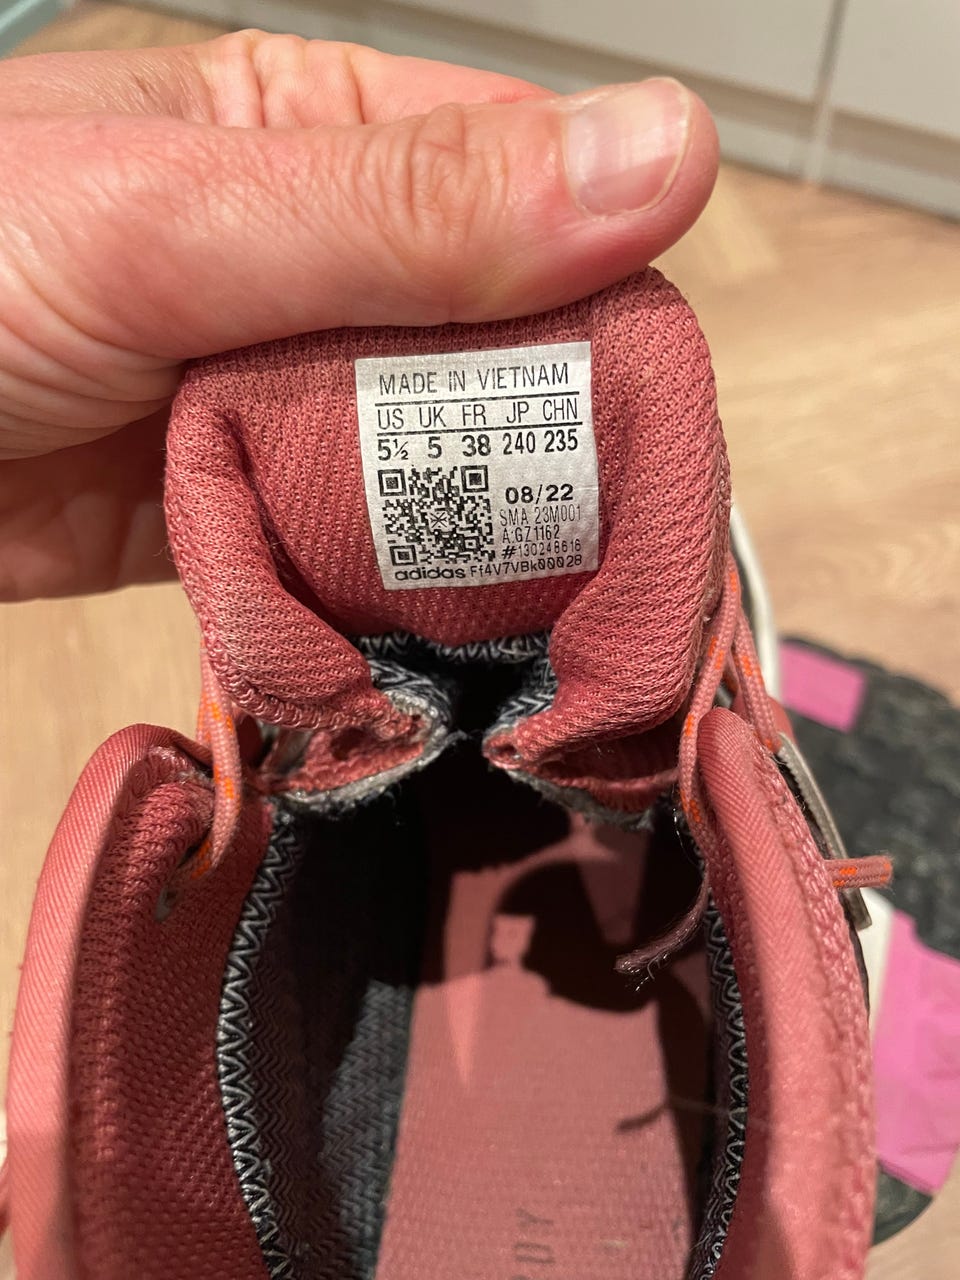 MADE IN VIETNAM
US UK FR JP CHN
5½ 5 38 240 235
08/22
SMA 23M001
A:GZ1162
#130248616
adidas Ff4V7VBk00028